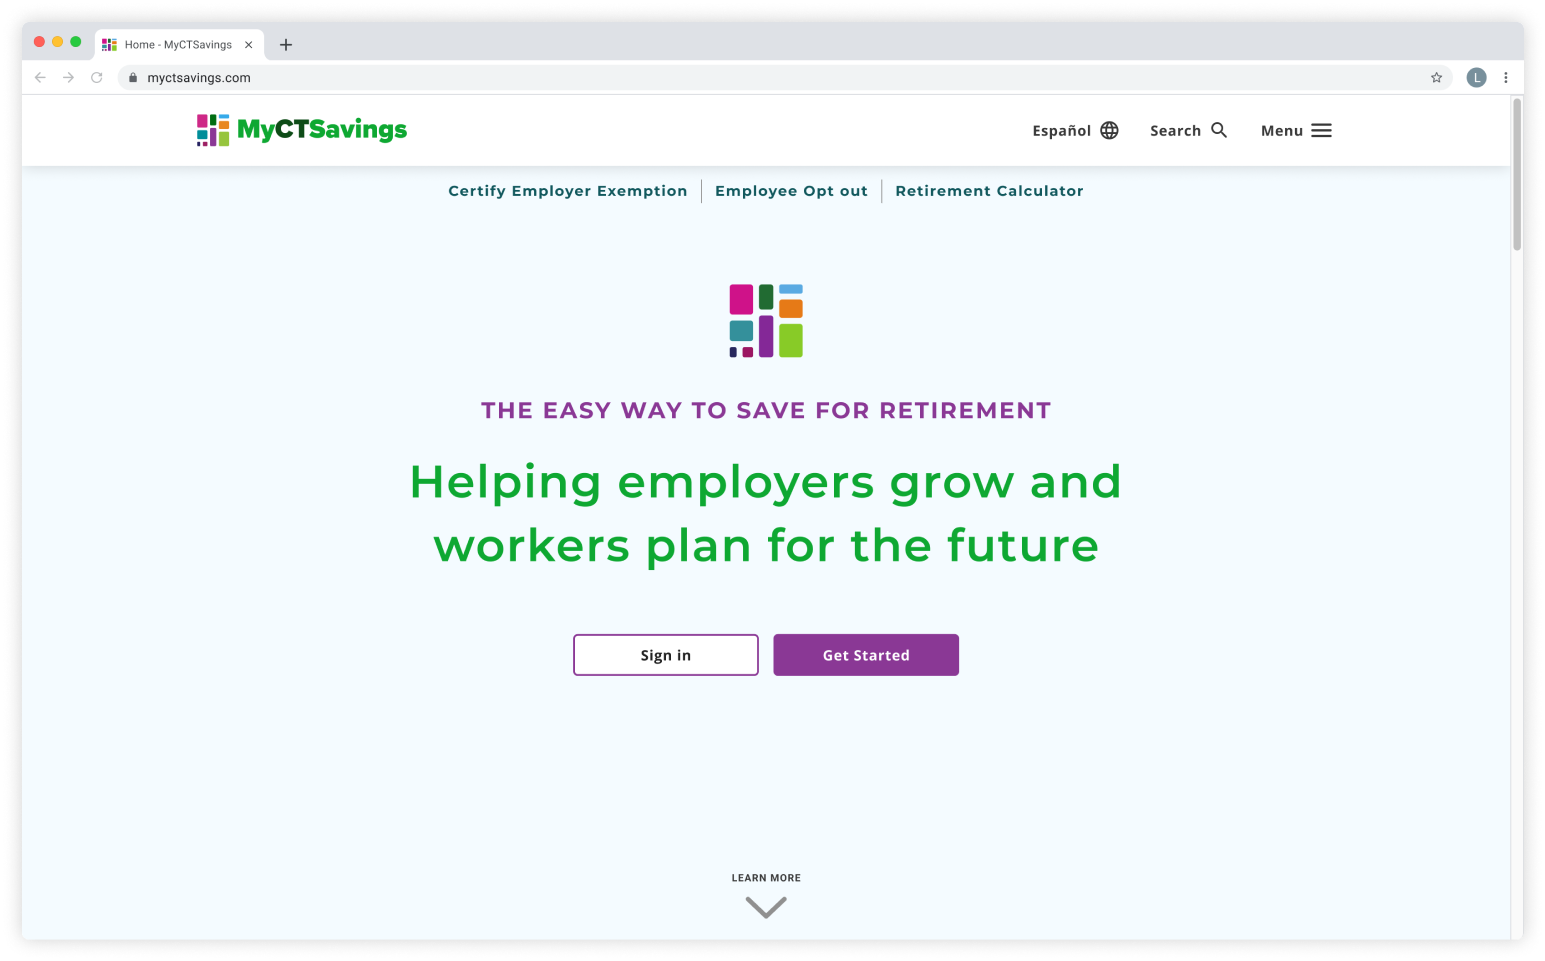 Home - MyCTSavings
myctsavings.com
L
MyCTSavings
Español
Search
Menu
Certify Employer Exemption
Employee Opt out
Retirement Calculator
THE EASY WAY TO SAVE FOR RETIREMENT
Helping employers grow and
workers plan for the future
Sign in
Get Started
LEARN MORE